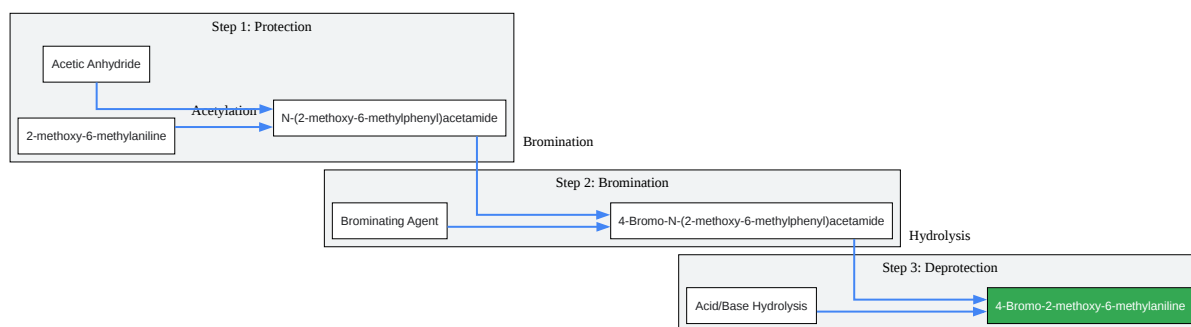 Step 1: Protection
Acetic Anhydride
Acetylation
N-(2-methoxy-6-methylphenyl)acetamide
2-methoxy-6-methylaniline
Bromination
Step 2: Bromination
Brominating Agent
4-Bromo-N-(2-methoxy-6-methylphenyl)acetamide
Hydrolysis
Step 3: Deprotection
Acid/Base Hydrolysis
4-Bromo-2-methoxy-6-methylaniline